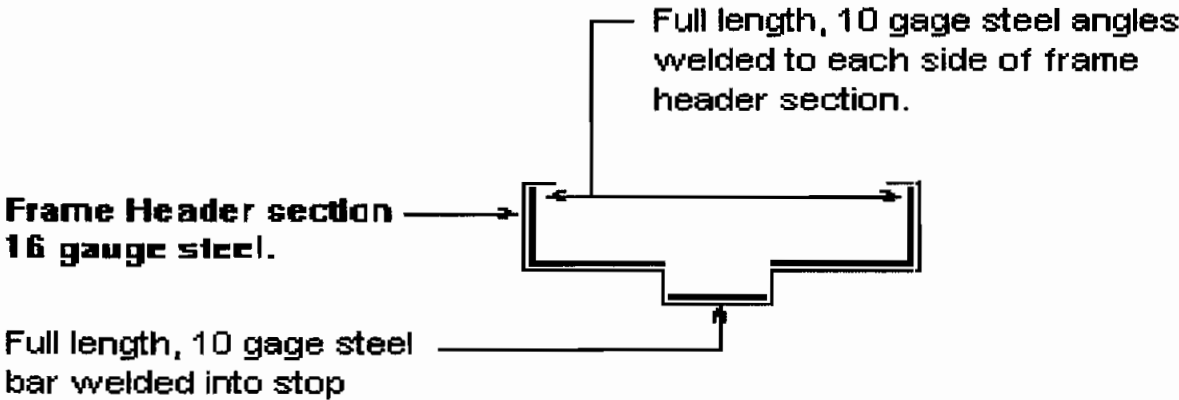 Full length, 10 gage steel angles
welded to each side of frame
header section.
Frame Header section
16 gauge steel.
Full length, 10 gage steel
bar welded into stop